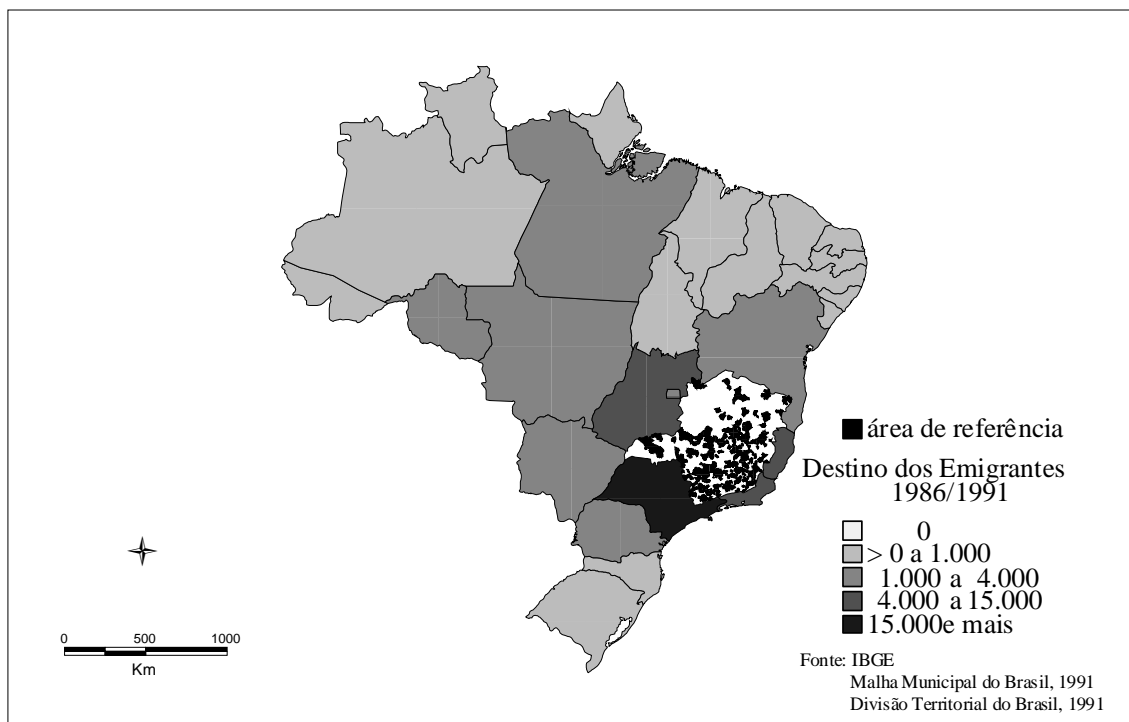 área de referência
Destino dos Emigrantes
1986/1991
0
> 0 a 1.000
1.000 a 4.000
4.000 a 15.000
15.000e mais
0 500 1000
Km
Fonte: IBGE
Malha Municipal do Brasil, 1991
Divisão Territorial do Brasil, 1991